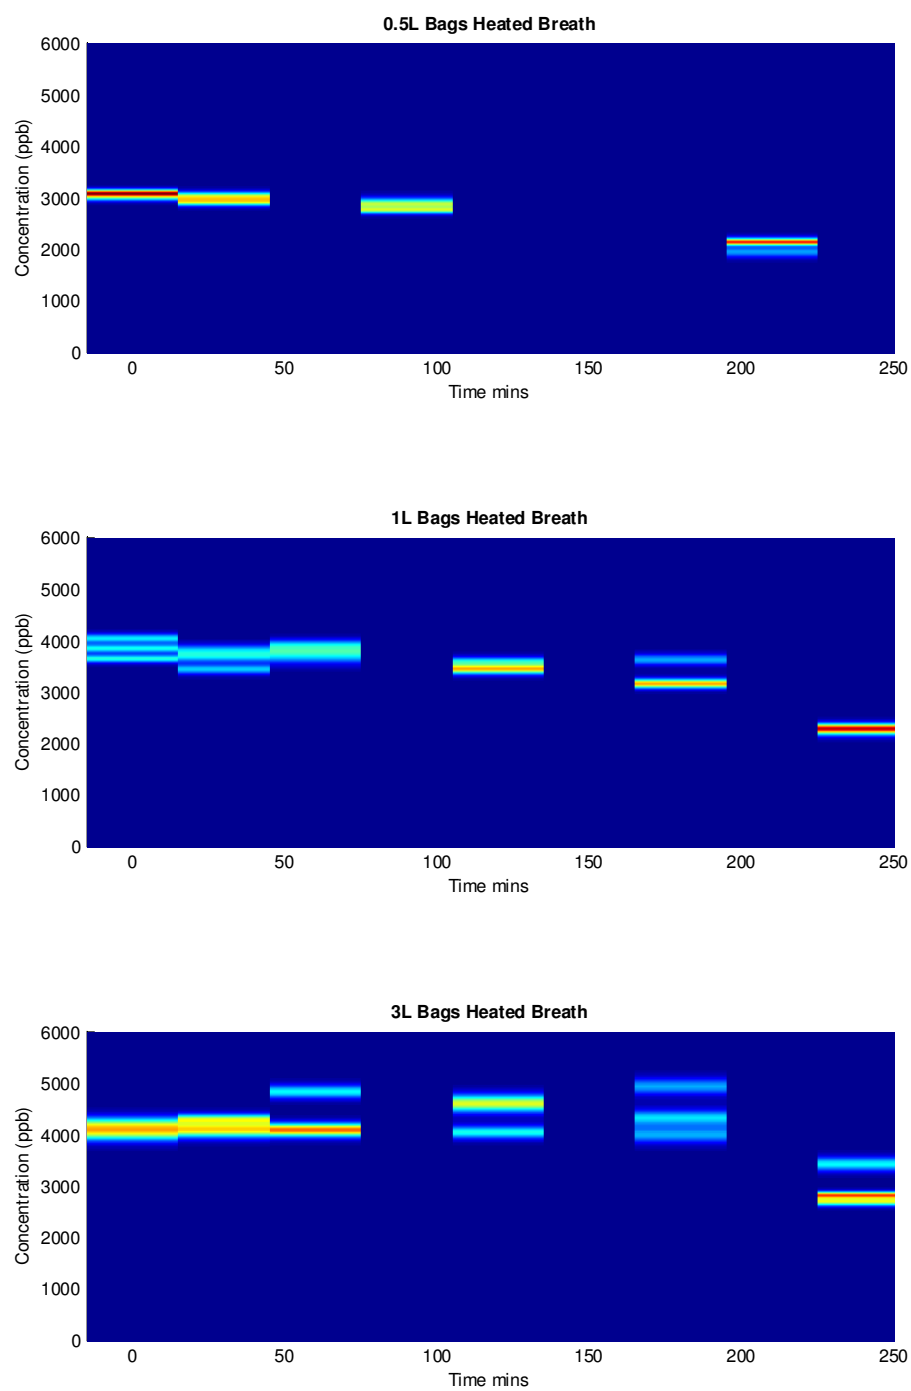 0.5L Bags Heated Breath
6000
5000
4000
3000
2000
1000
0
Concentration (ppb)
0 50 100 150 200 250
Time mins
1L Bags Heated Breath
6000
5000
4000
3000
2000
1000
0
Concentration (ppb)
0 50 100 150 200 250
Time mins
3L Bags Heated Breath
6000
5000
4000
3000
2000
1000
0
Concentration (ppb)
0 50 100 150 200 250
Time mins